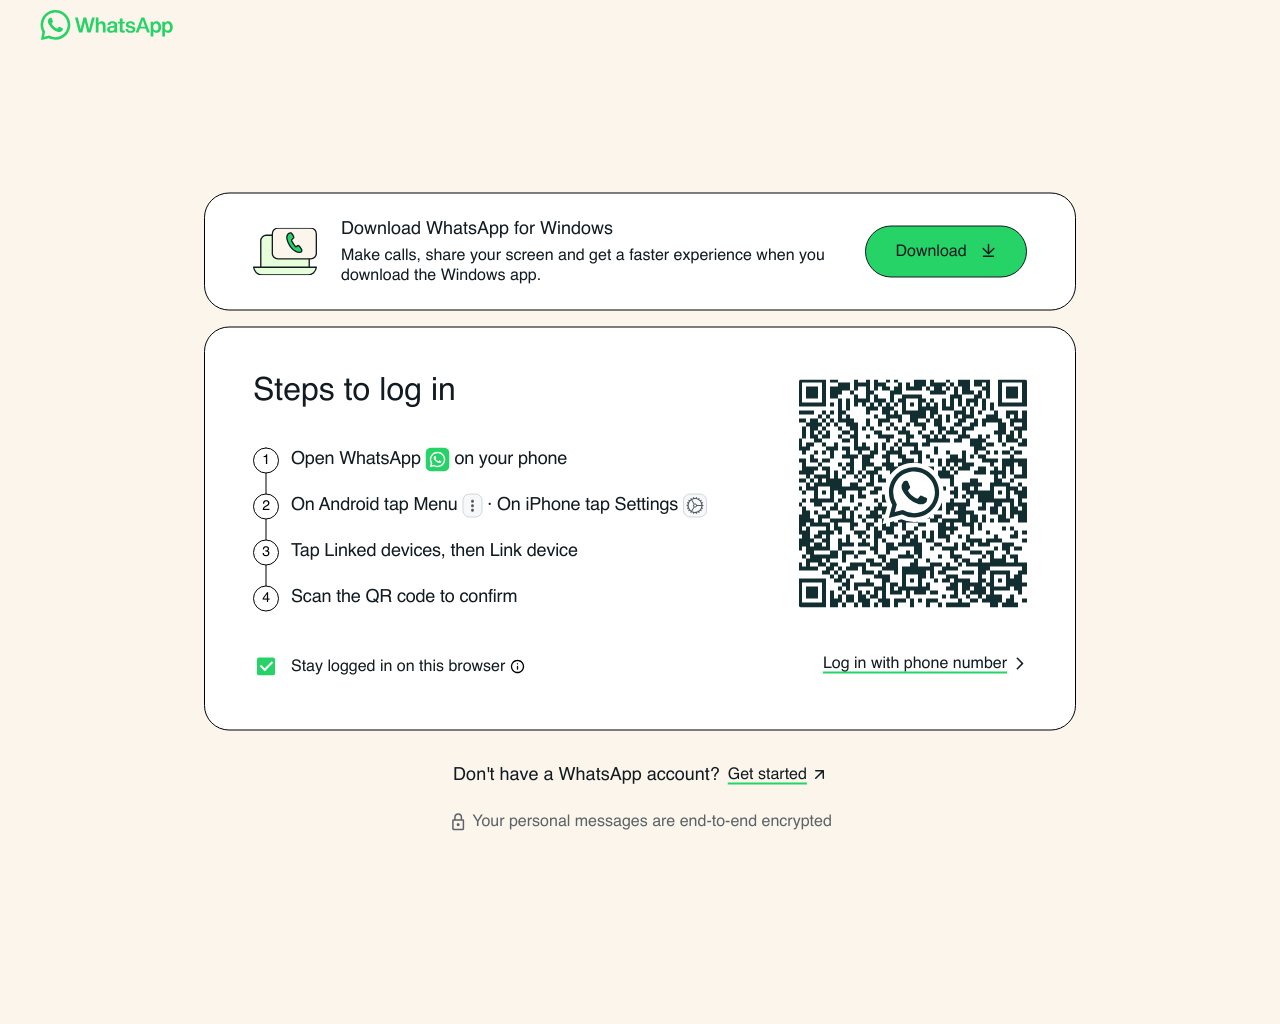 WhatsApp
Download WhatsApp for Windows
Make calls, share your screen and get a faster experience when you
download the Windows app.
Download
Steps to log in
1 Open WhatsApp on your phone
2 On Android tap Menu · On iPhone tap Settings
3 Tap Linked devices, then Link device
4 Scan the QR code to confirm
Stay logged in on this browser
Log in with phone number
Don't have a WhatsApp account? Get started
Your personal messages are end-to-end encrypted